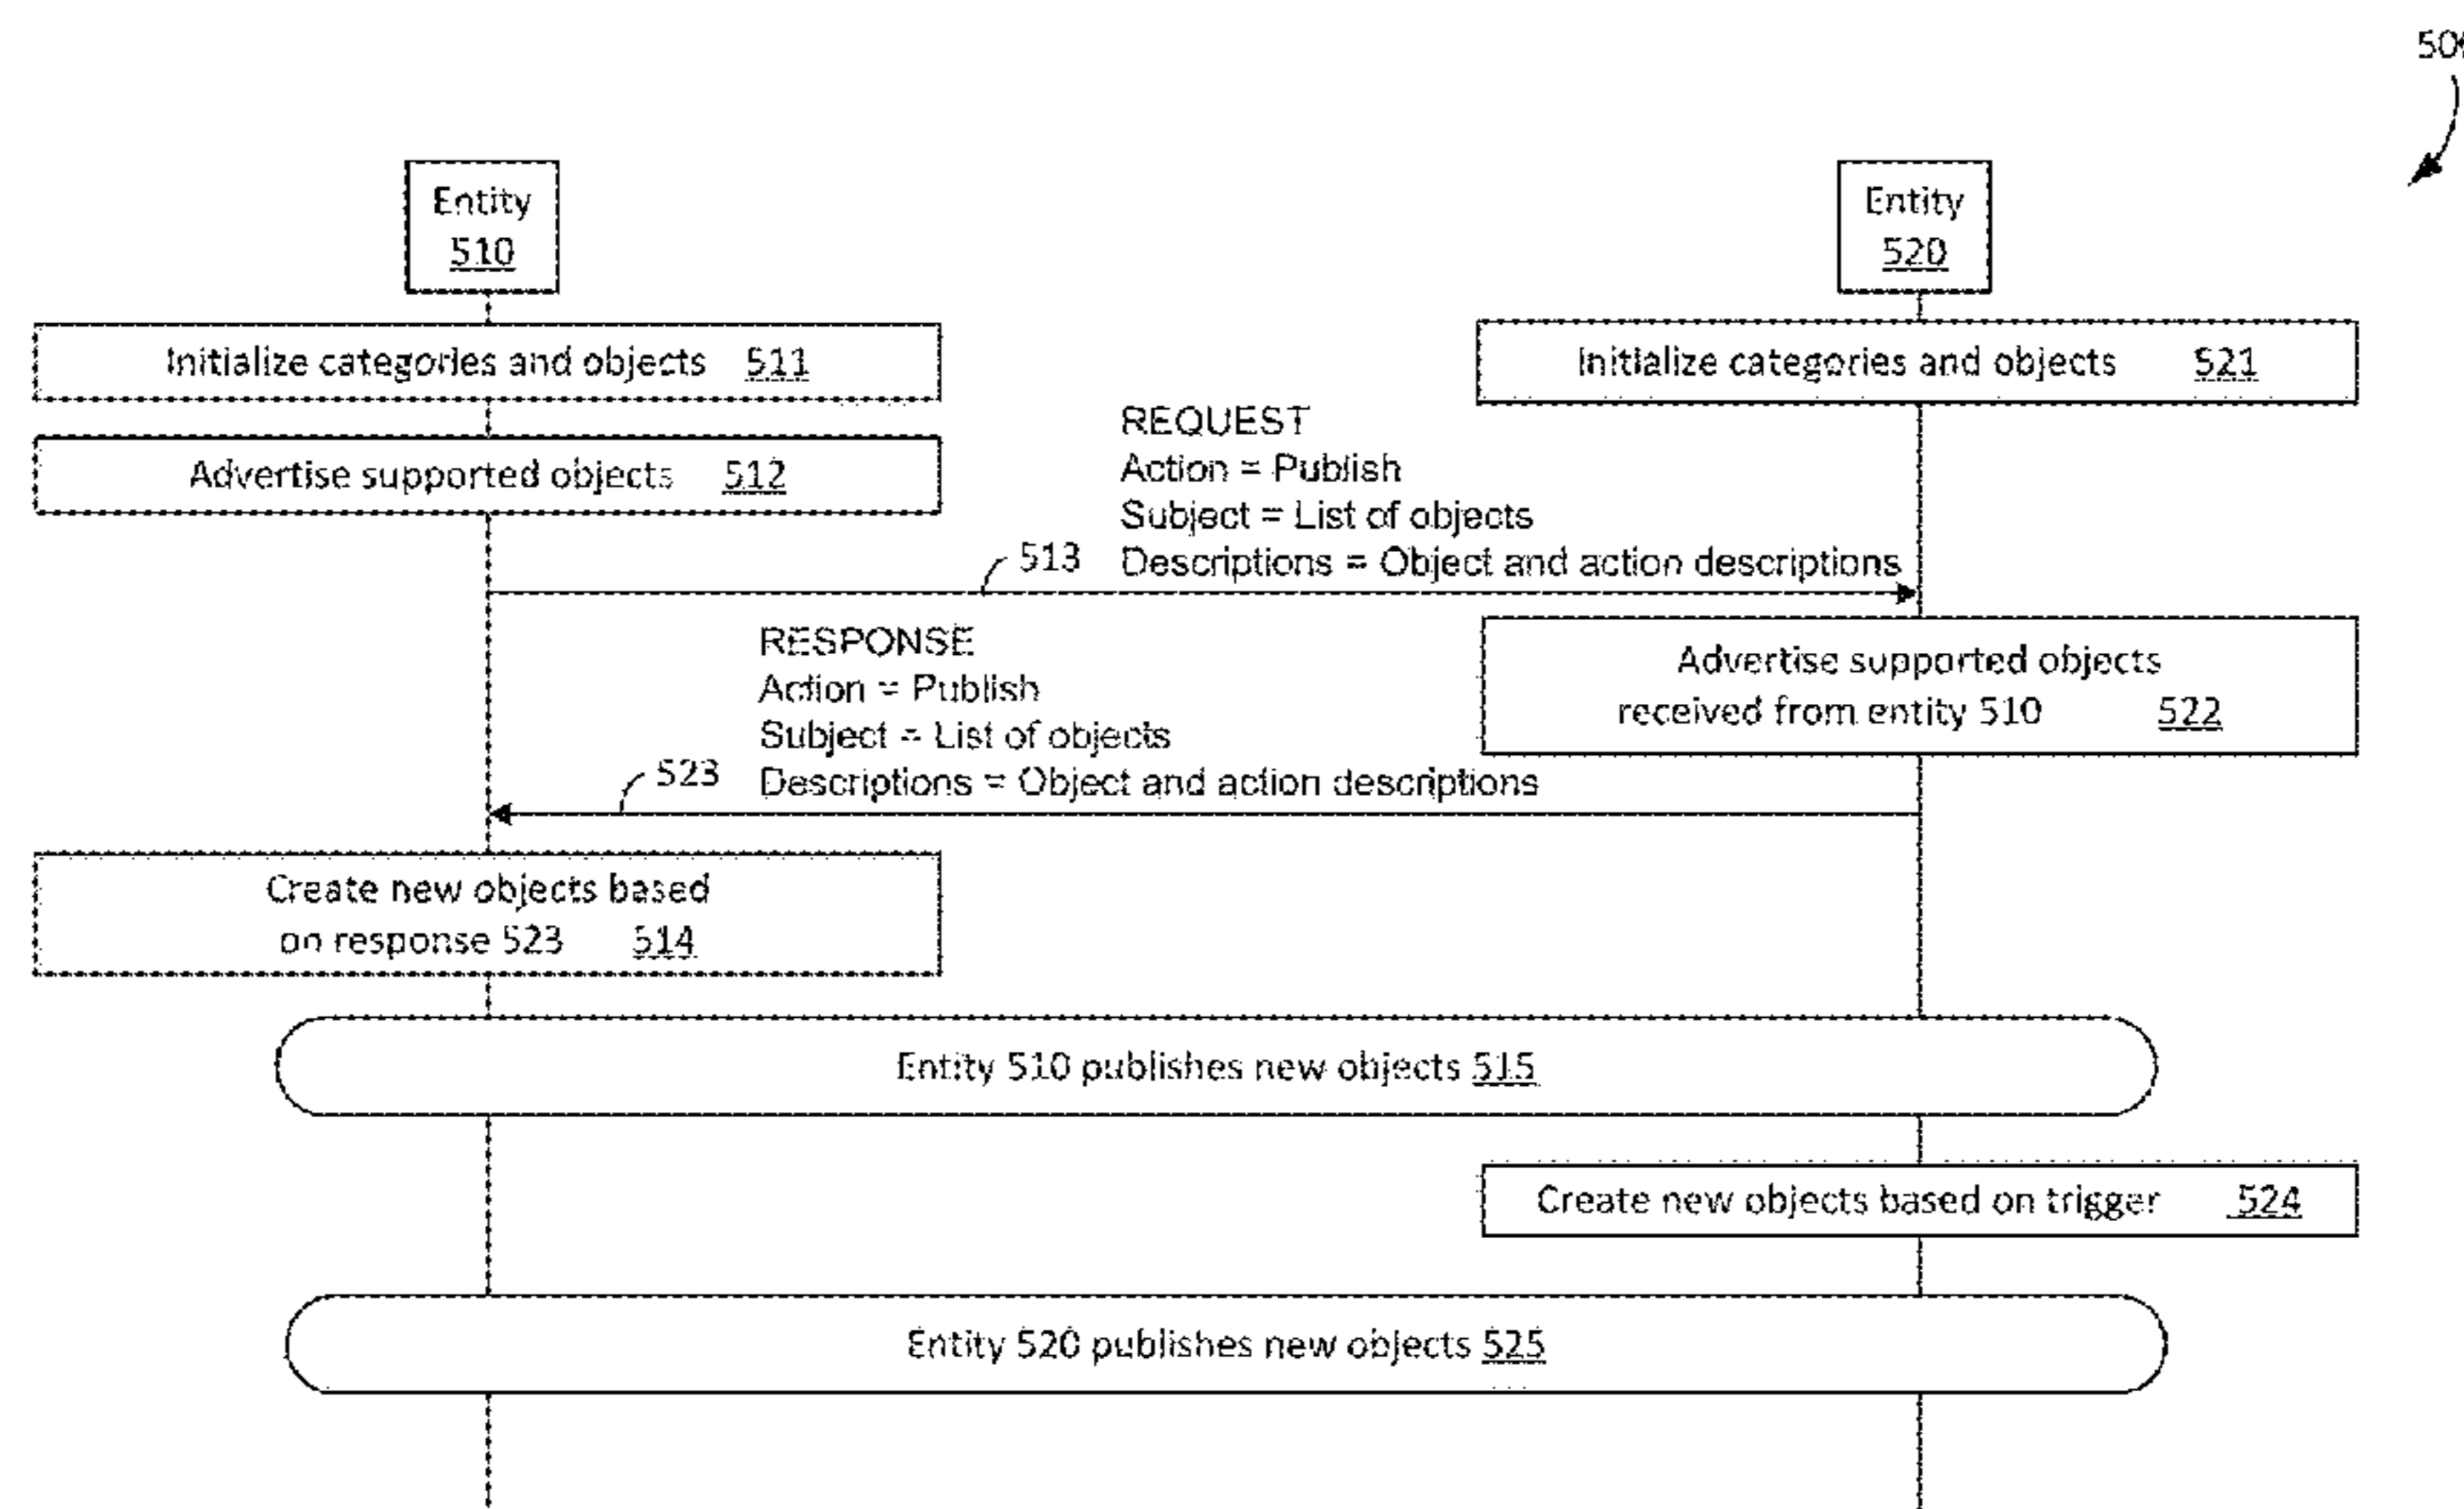 Entity
510
Entity
520
Initialize categories and objects 511
Initialize categories and objects 521
Advertise supported objects 512
REQUEST
Action = Publish
Subject = List of objects
Descriptions = Object and action descriptions
513
Advertise supported objects
received from entity 510 522
RESPONSE
Action = Publish
Subject = List of objects
Descriptions = Object and action descriptions
523
Create new objects based
on response 523 514
Entity 510 publishes new objects 515
Create new objects based on trigger 524
Entity 520 publishes new objects 525